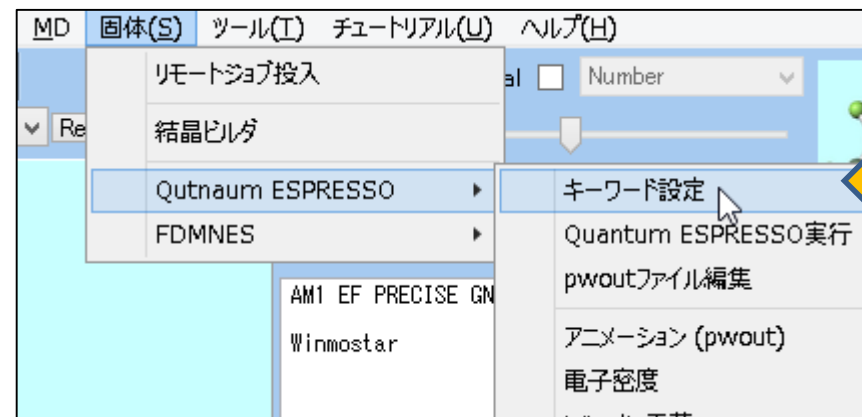 MD 固体(S) ツール(T) チュートリアル(U) ヘルプ(H)
リモートジョブ投入
al Number
Re
結晶ビルダ
Qutnaum ESPRESSO
キーワード設定
FDMNES
Quantum ESPRESSO実行
pwoutファイル編集
AM1 EF PRECISE GN
Winmostar
アニメーション (pwout)
電子密度